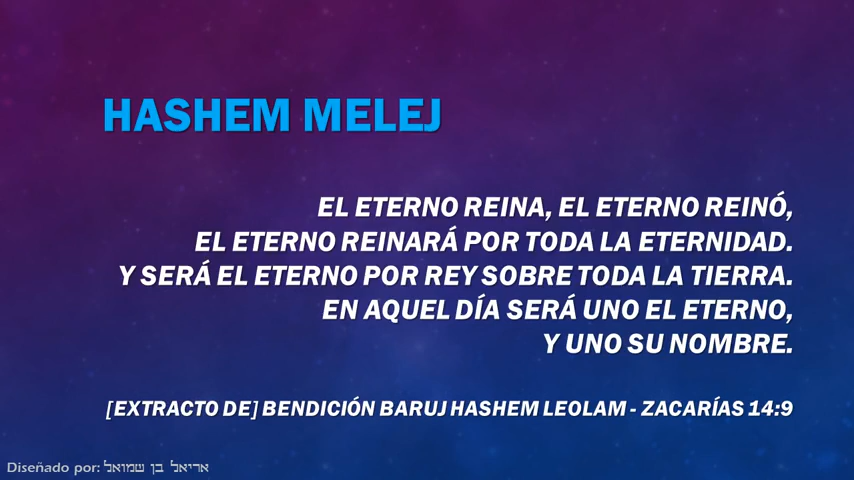 HASHEM MELEJ
EL ETERNO REINA, EL ETERNO REINÓ,
EL ETERNO REINARÁ POR TODA LA ETERNIDAD.
Y SERÁ EL ETERNO POR REY SOBRE TODA LA TIERRA.
EN AQUEL DÍA SERÁ UNO EL ETERNO,
Y UNO SU NOMBRE.
[EXTRACTO DE] BENDICIÓN BARUJ HASHEM LEOLAM - ZACARÍAS 14:9
Diseñado por: אריאל בן שמואל